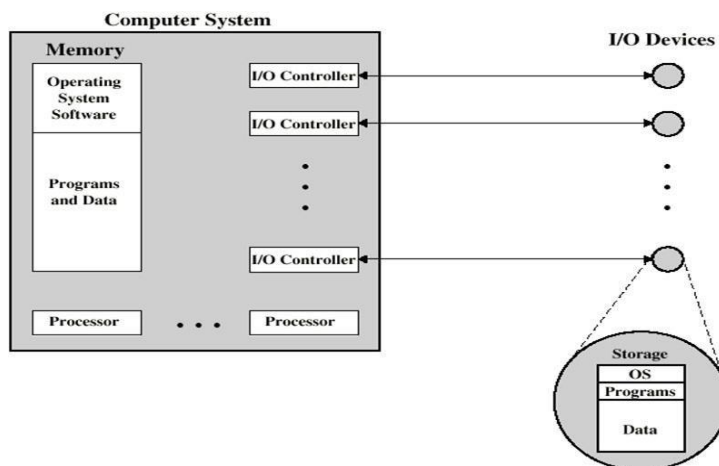 Computer System
I/O Devices
Memory
Operating
System
Software
Programs
and Data
I/O Controller
I/O Controller
I/O Controller
Processor
Processor
Storage
OS
Programs
Data